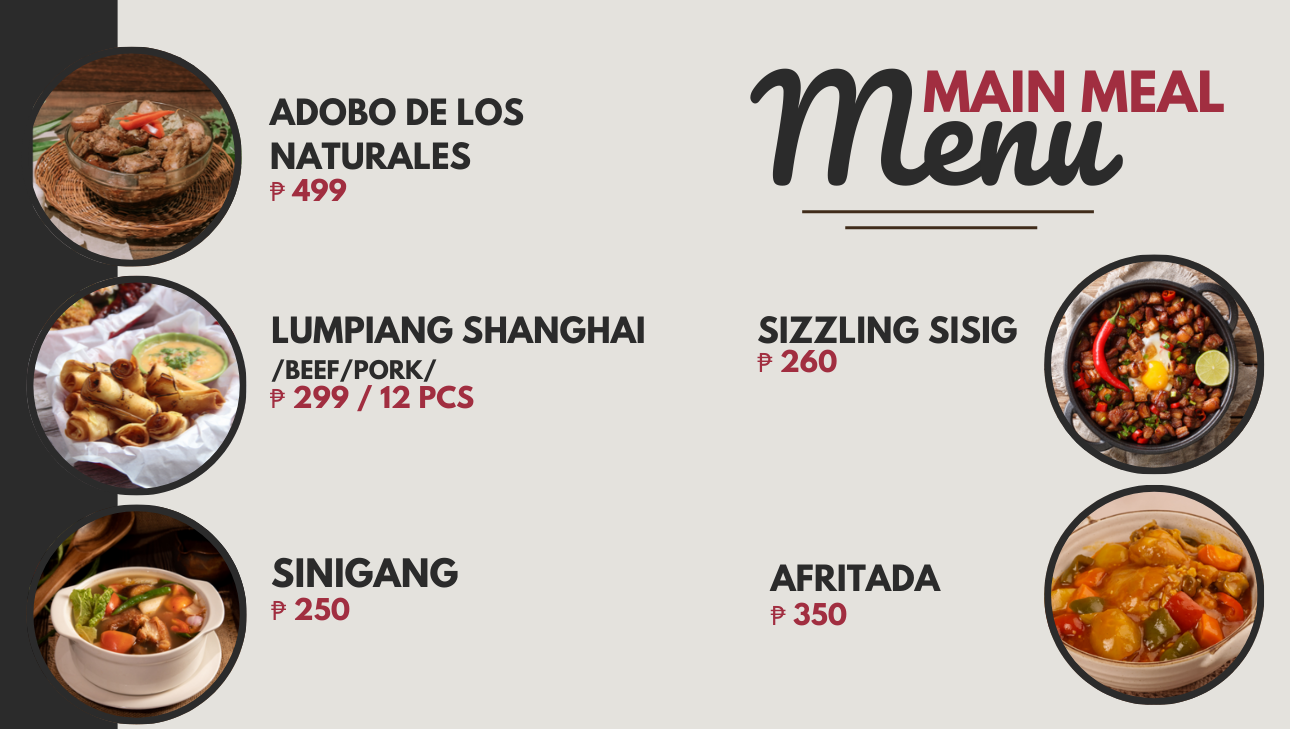 MAIN MEAL
Menu
ADOBO DE LOS
NATURALES
₱ 499
LUMPIANG SHANGHAI
/BEEF/PORK/
₱ 299 / 12 PCS
SINIGANG
₱ 250
SIZZLING SISIG
₱ 260
AFRITADA
₱ 350